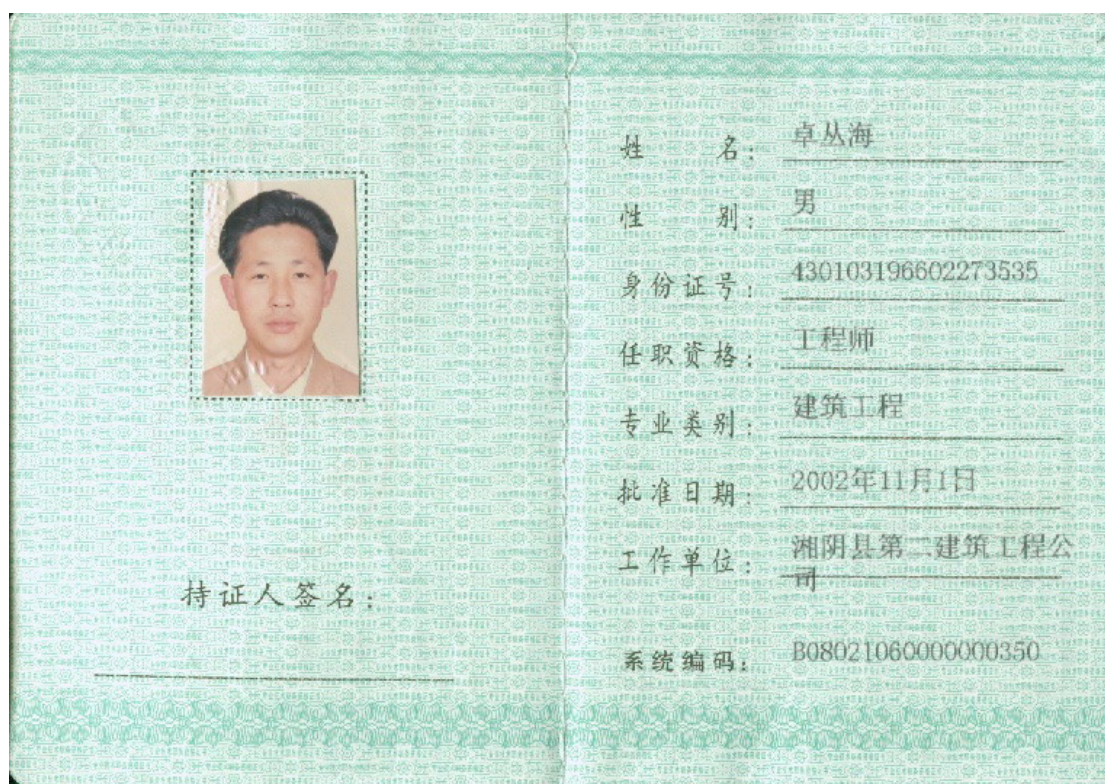 持证人签名：
姓 名： 卓丛海
性 别： 男
身份证号： 430103196602273535
任职资格： 工程师
专业类别： 建筑工程
批准日期： 2002年11月1日
工作单位： 湘阴县第二建筑工程公
司
系统编码： B08021060000000350